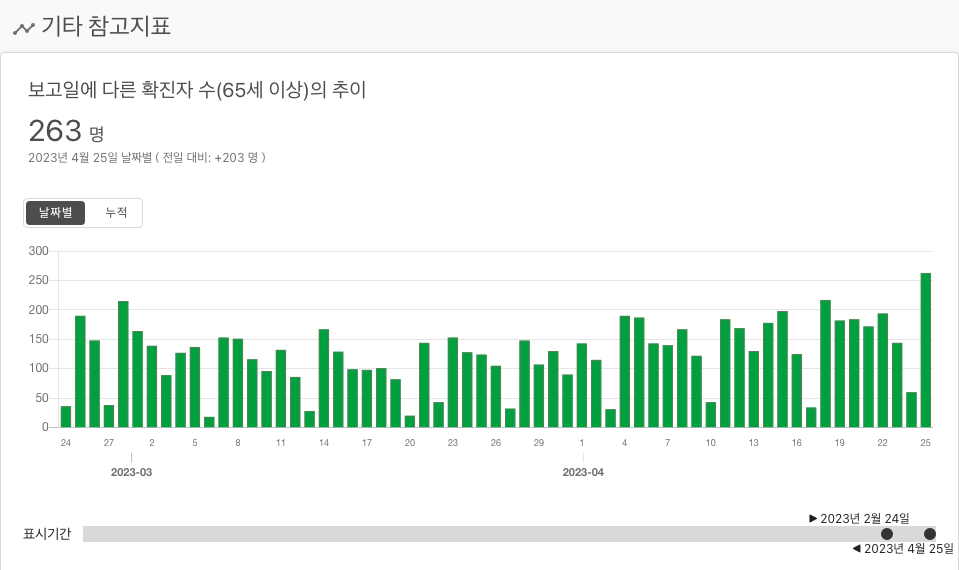 기타 참고지표
보고일에 다른 확진자 수(65세 이상)의 추이
263 명
2023년 4월 25일 날짜별 ( 전일 대비: +203 명 )
날짜별 누적
300
250
200
150
100
50
0
24 27 2 5 8 11 14 17 20 23 26 29 1 4 7 10 13 16 19 22 25
2023-03 2023-04
▶ 2023년 2월 24일
표시기간
◀ 2023년 4월 25일